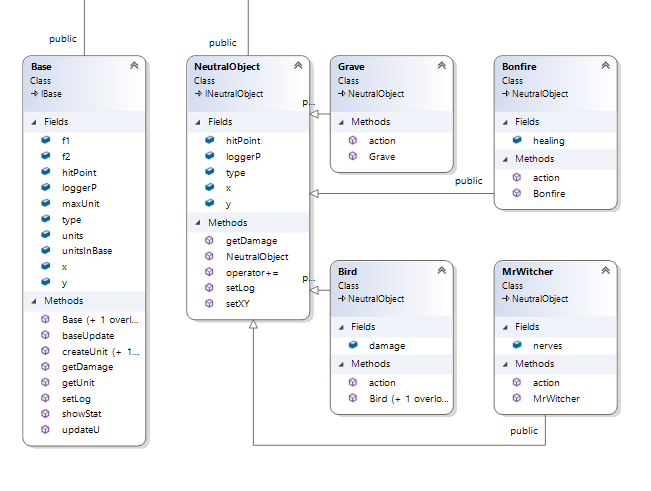 public
Base
Class
IBase
Fields
f1
f2
hitPoint
loggerP
maxUnit
type
units
unitsInBase
x
y
Methods
Base (+ 1 overlo...
baseUpdate
createUnit (+ 1...
getDamage
getUnit
setLog
showStat
updateU
public
NeutralObject
Class
INeutralObject
Fields
hitPoint
loggerP
type
x
y
Methods
getDamage
NeutralObject
operator+=
setLog
setXY
p...
Grave
Class
NeutralObject
Methods
action
Grave
public
Bonfire
Class
NeutralObject
Fields
healing
Methods
action
Bonfire
p...
Bird
Class
NeutralObject
Fields
damage
Methods
action
Bird (+ 1 overlo...
MrWitcher
Class
NeutralObject
Fields
nerves
Methods
action
MrWitcher
public